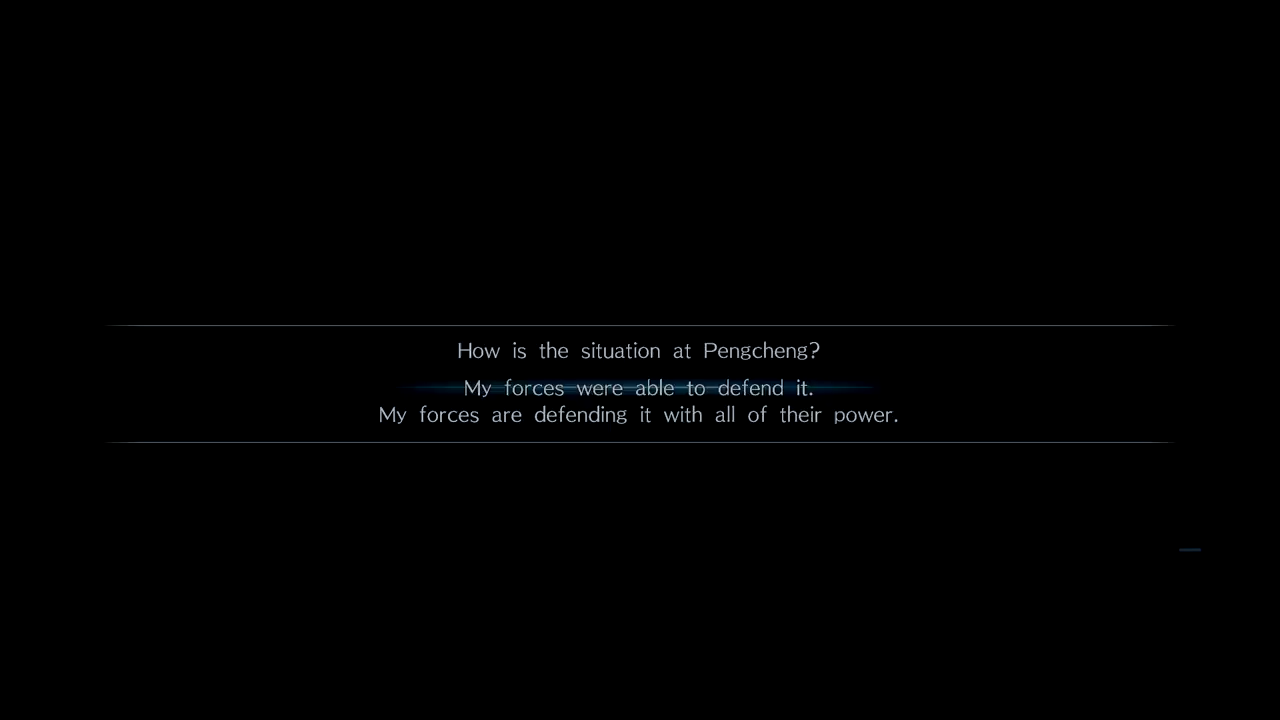 How is the situation at Pengcheng?
My forces were able to defend it.
My forces are defending it with all of their power.